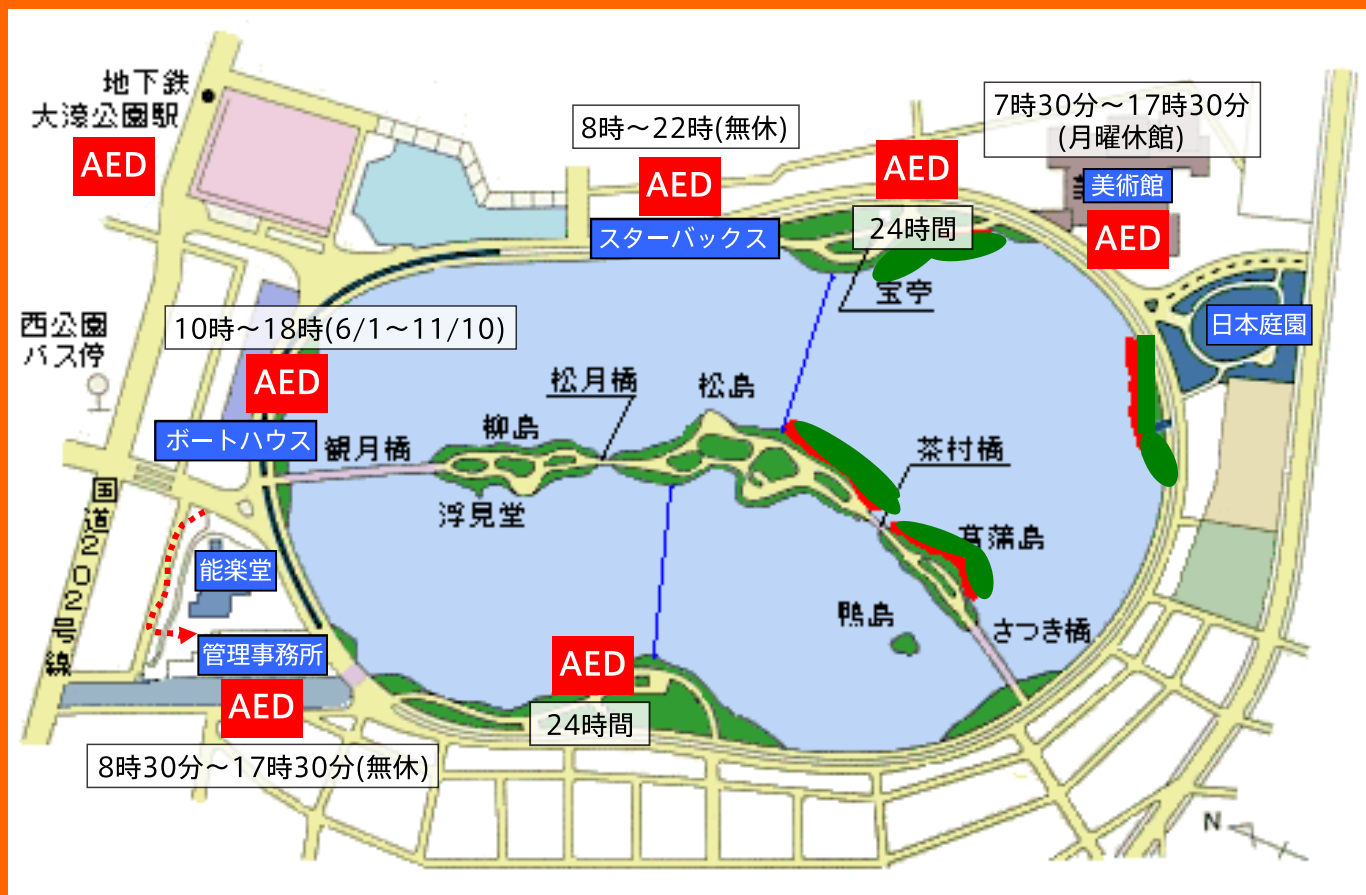 地下鉄
大濠公園駅
AED
8時～22時(無休)
AED
スターバックス
AED
24時間
7時30分～17時30分
(月曜休館)
美術館
AED
日本庭園
西公園
バス停
10時～18時(6/1～11/10)
AED
ボートハウス
観月橋
柳島
浮見堂
松月橋
松島
宝亭
茶村橋
菖蒲島
鴨島
さつき橋
国道202号線
能楽堂
管理事務所
AED
8時30分～17時30分(無休)
AED
24時間
N